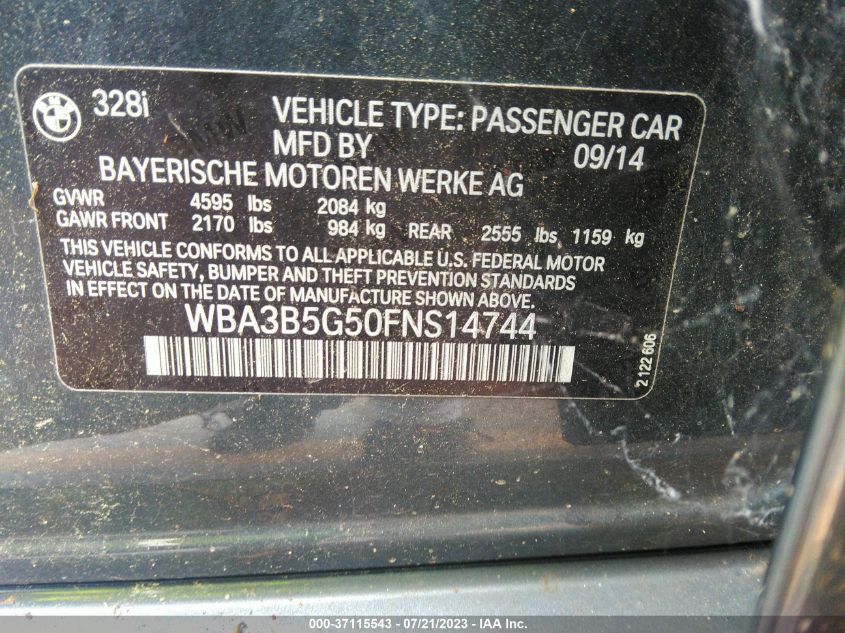 BMW
328i
VEHICLE TYPE: PASSENGER CAR
MFD BY 09/14
BAYERISCHE MOTOREN WERKE AG
GVWR 4595 lbs 2084 kg
GAWR FRONT 2170 lbs 984 kg REAR 2555 lbs 1159 kg
THIS VEHICLE CONFORMS TO ALL APPLICABLE U.S. FEDERAL MOTOR
VEHICLE SAFETY, BUMPER AND THEFT PREVENTION STANDARDS
IN EFFECT ON THE DATE OF MANUFACTURE SHOWN ABOVE.
WBA3B5G50FNS14744
2 122 606
000-37115543 - 07/21/2023 - IAA Inc.